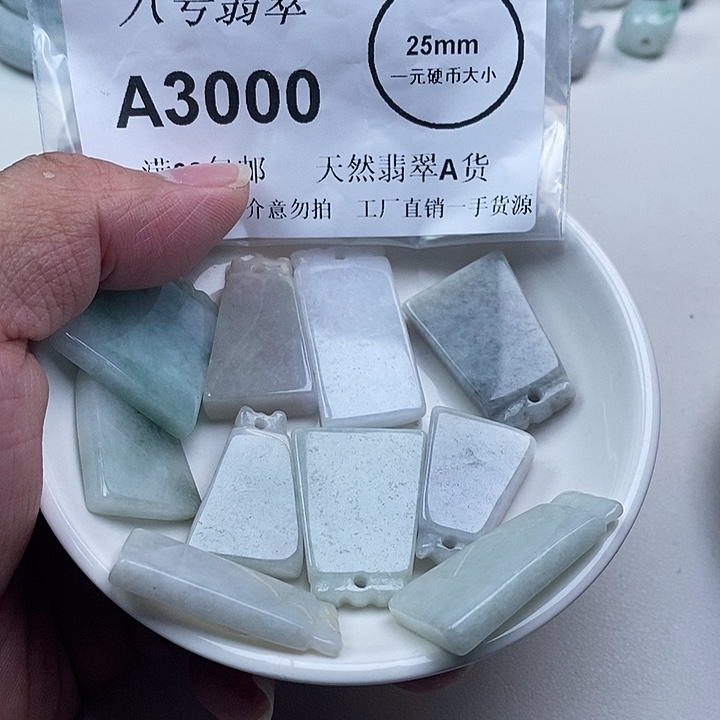 八号翡翠
25mm
一元硬币大小
A3000
天然翡翠A货
介意勿拍 工厂直销一手货源